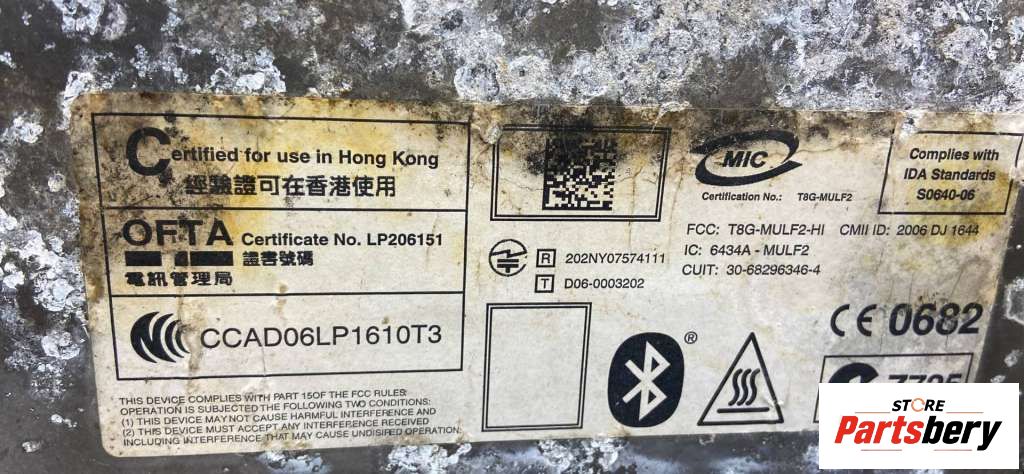 Certified for use in Hong Kong
經驗證可在香港使用
OFTA Certificate No. LP206151
電訊管理局 證書號碼
CCAD06LP1610T3
THIS DEVICE COMPLIES WITH PART 15OF THE FCC RULES:
OPERATION IS SUBJECTED THE FOLLOWING TWO CONDITIONS:
(1) THIS DEVICE MAY NOT CAUSE HARMFUL INTERFERENCE AND
(2) THIS DEVICE MUST ACCEPT ANY INTERFERENCE RECEIVED
INCLUDING INTERFERENCE THAT MAY CAUSE UNDISIRED OPERATION:
R 202NY07574111
T D06-0003202
MIC
Certification No.: T8G-MULF2
Complies with
IDA Standards
S0640-06
FCC: T8G-MULF2-HI CMII ID: 2006 DJ 1644
IC: 6434A - MULF2
CUIT: 30-68296346-4
®
CE 0682
STORE
Partsbery